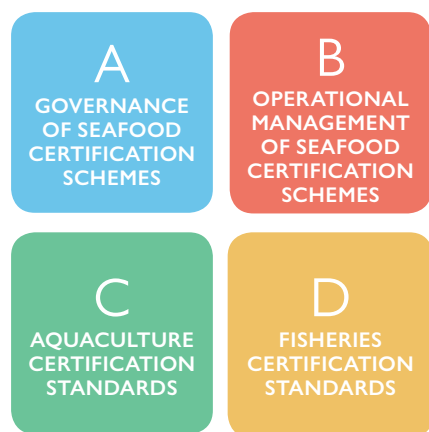 A
GOVERNANCE
OF SEAFOOD
CERTIFICATION
SCHEMES
B
OPERATIONAL
MANAGEMENT
OF SEAFOOD
CERTIFICATION
SCHEMES
C
AQUACULTURE
CERTIFICATION
STANDARDS
D
FISHERIES
CERTIFICATION
STANDARDS